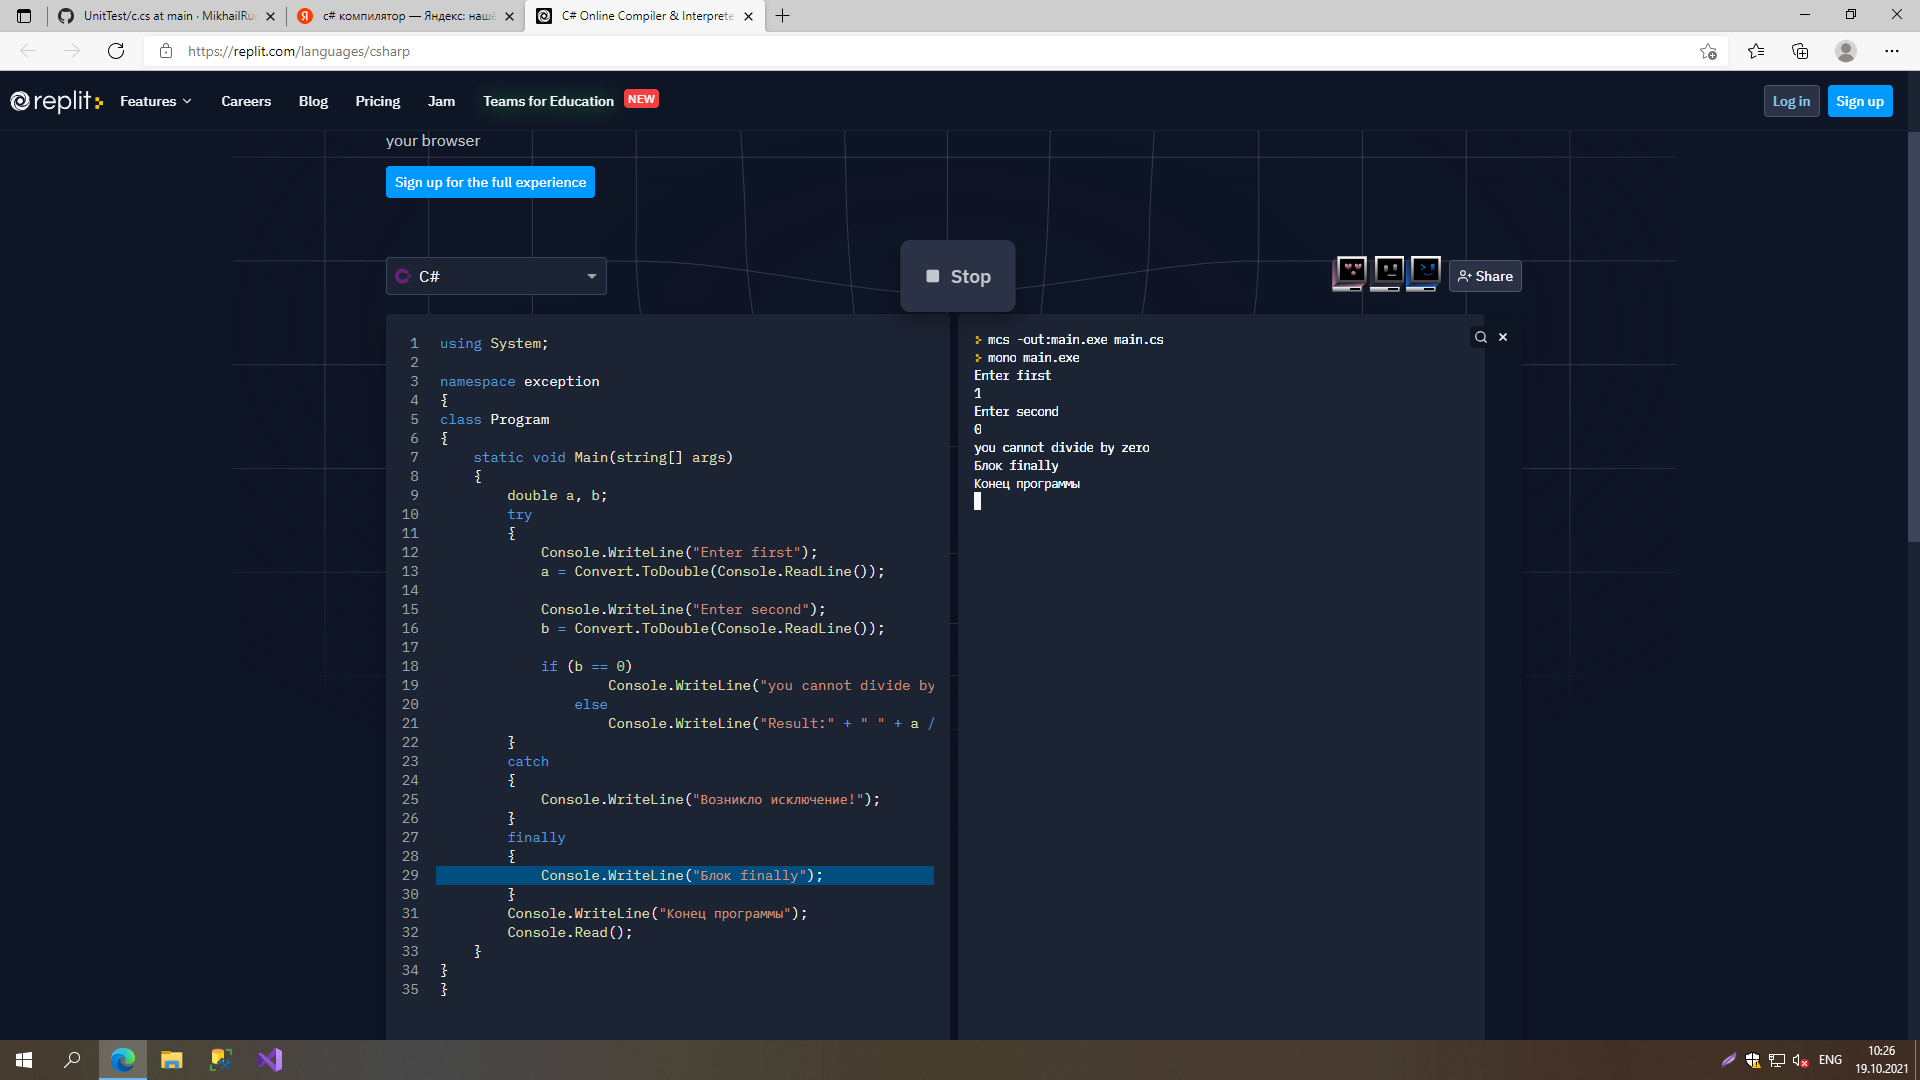 UnitTest/c.cs at main · MikhailRu
c# компилятор — Яндекс: наш
C# Online Compiler & Interprete
https://replit.com/languages/csharp
replit
Features
Careers
Blog
Pricing
Jam
Teams for Education
NEW
Log in
Sign up
your browser
Sign up for the full experience
C#
Stop
Share
1 using System;
2
3 namespace exception
4 {
5 class Program
6 {
7 static void Main(string[] args)
8 {
9 double a, b;
10 try
11 {
12 Console.WriteLine("Enter first");
13 a = Convert.ToDouble(Console.ReadLine());
14
15 Console.WriteLine("Enter second");
16 b = Convert.ToDouble(Console.ReadLine());
17
18 if (b == 0)
19 Console.WriteLine("you cannot divide by
20 else
21 Console.WriteLine("Result:" + " " + a /
22 }
23 catch
24 {
25 Console.WriteLine("Возникло исключение!");
26 }
27 finally
28 {
29 Console.WriteLine("Блок finally");
30 }
31 Console.WriteLine("Конец программы");
32 Console.Read();
33 }
34 }
35 }
mcs -out:main.exe main.cs
mono main.exe
Enter first
1
Enter second
0
you cannot divide by zero
Блок finally
Конец программы
ENG
10:26
19.10.2021